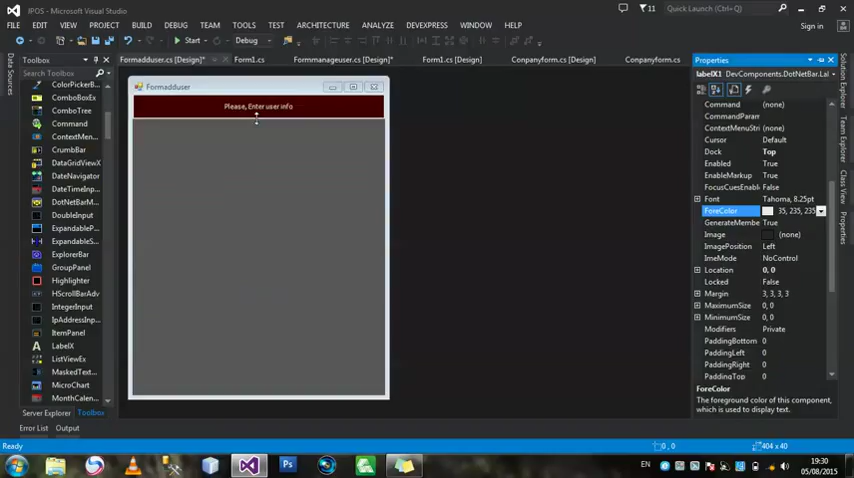 JPOS - Microsoft Visual Studio
11
Quick Launch (Ctrl+Q)
FILE EDIT VIEW PROJECT BUILD DEBUG TEAM TOOLS TEST ARCHITECTURE ANALYZE DEVEXPRESS WINDOW HELP
Sign in
Start Debug
Data Sources
Toolbox
Search Toolbox
ColorPickerB...
ComboBoxEx
ComboTree
Command
ContextMen...
CrumbBar
DataGridViewX
DateNavigator
DateTimeInp...
DotNetBarM...
DoubleInput
ExpandableP...
ExpandableS...
ExplorerBar
GroupPanel
Highlighter
HScrollBarAdv
IntegerInput
IpAddressInp...
ItemPanel
LabelX
ListViewEx
MaskedText...
MicroChart
MonthCalen...
Server Explorer Toolbox
Formadduser.cs [Design]* Form1.cs Formmanageuser.cs [Design]* Form1.cs [Design] Conpanyform.cs [Design] Conpanyform.cs
Formadduser
Please, Enter user info
Properties
labelX1 DevComponents.DotNetBar.Lal
Command (none)
CommandParam
ContextMenuStri (none)
Cursor Default
Dock Top
Enabled True
EnableMarkup True
FocusCuesEnabl False
Font Tahoma, 8.25pt
ForeColor 35, 235, 235
GenerateMembe True
Image (none)
ImagePosition Left
ImeMode NoControl
Location 0, 0
Locked False
Margin 3, 3, 3, 3
MaximumSize 0, 0
MinimumSize 0, 0
Modifiers Private
PaddingBottom 0
PaddingLeft 0
PaddingRight 0
PaddingTop 0
ForeColor
The foreground color of this component, which is used to display text.
Solution Explorer
Team Explorer
Class View
Properties
Error List Output
Ready
0 , 0
404 x 40
EN
19:30
05/08/2015